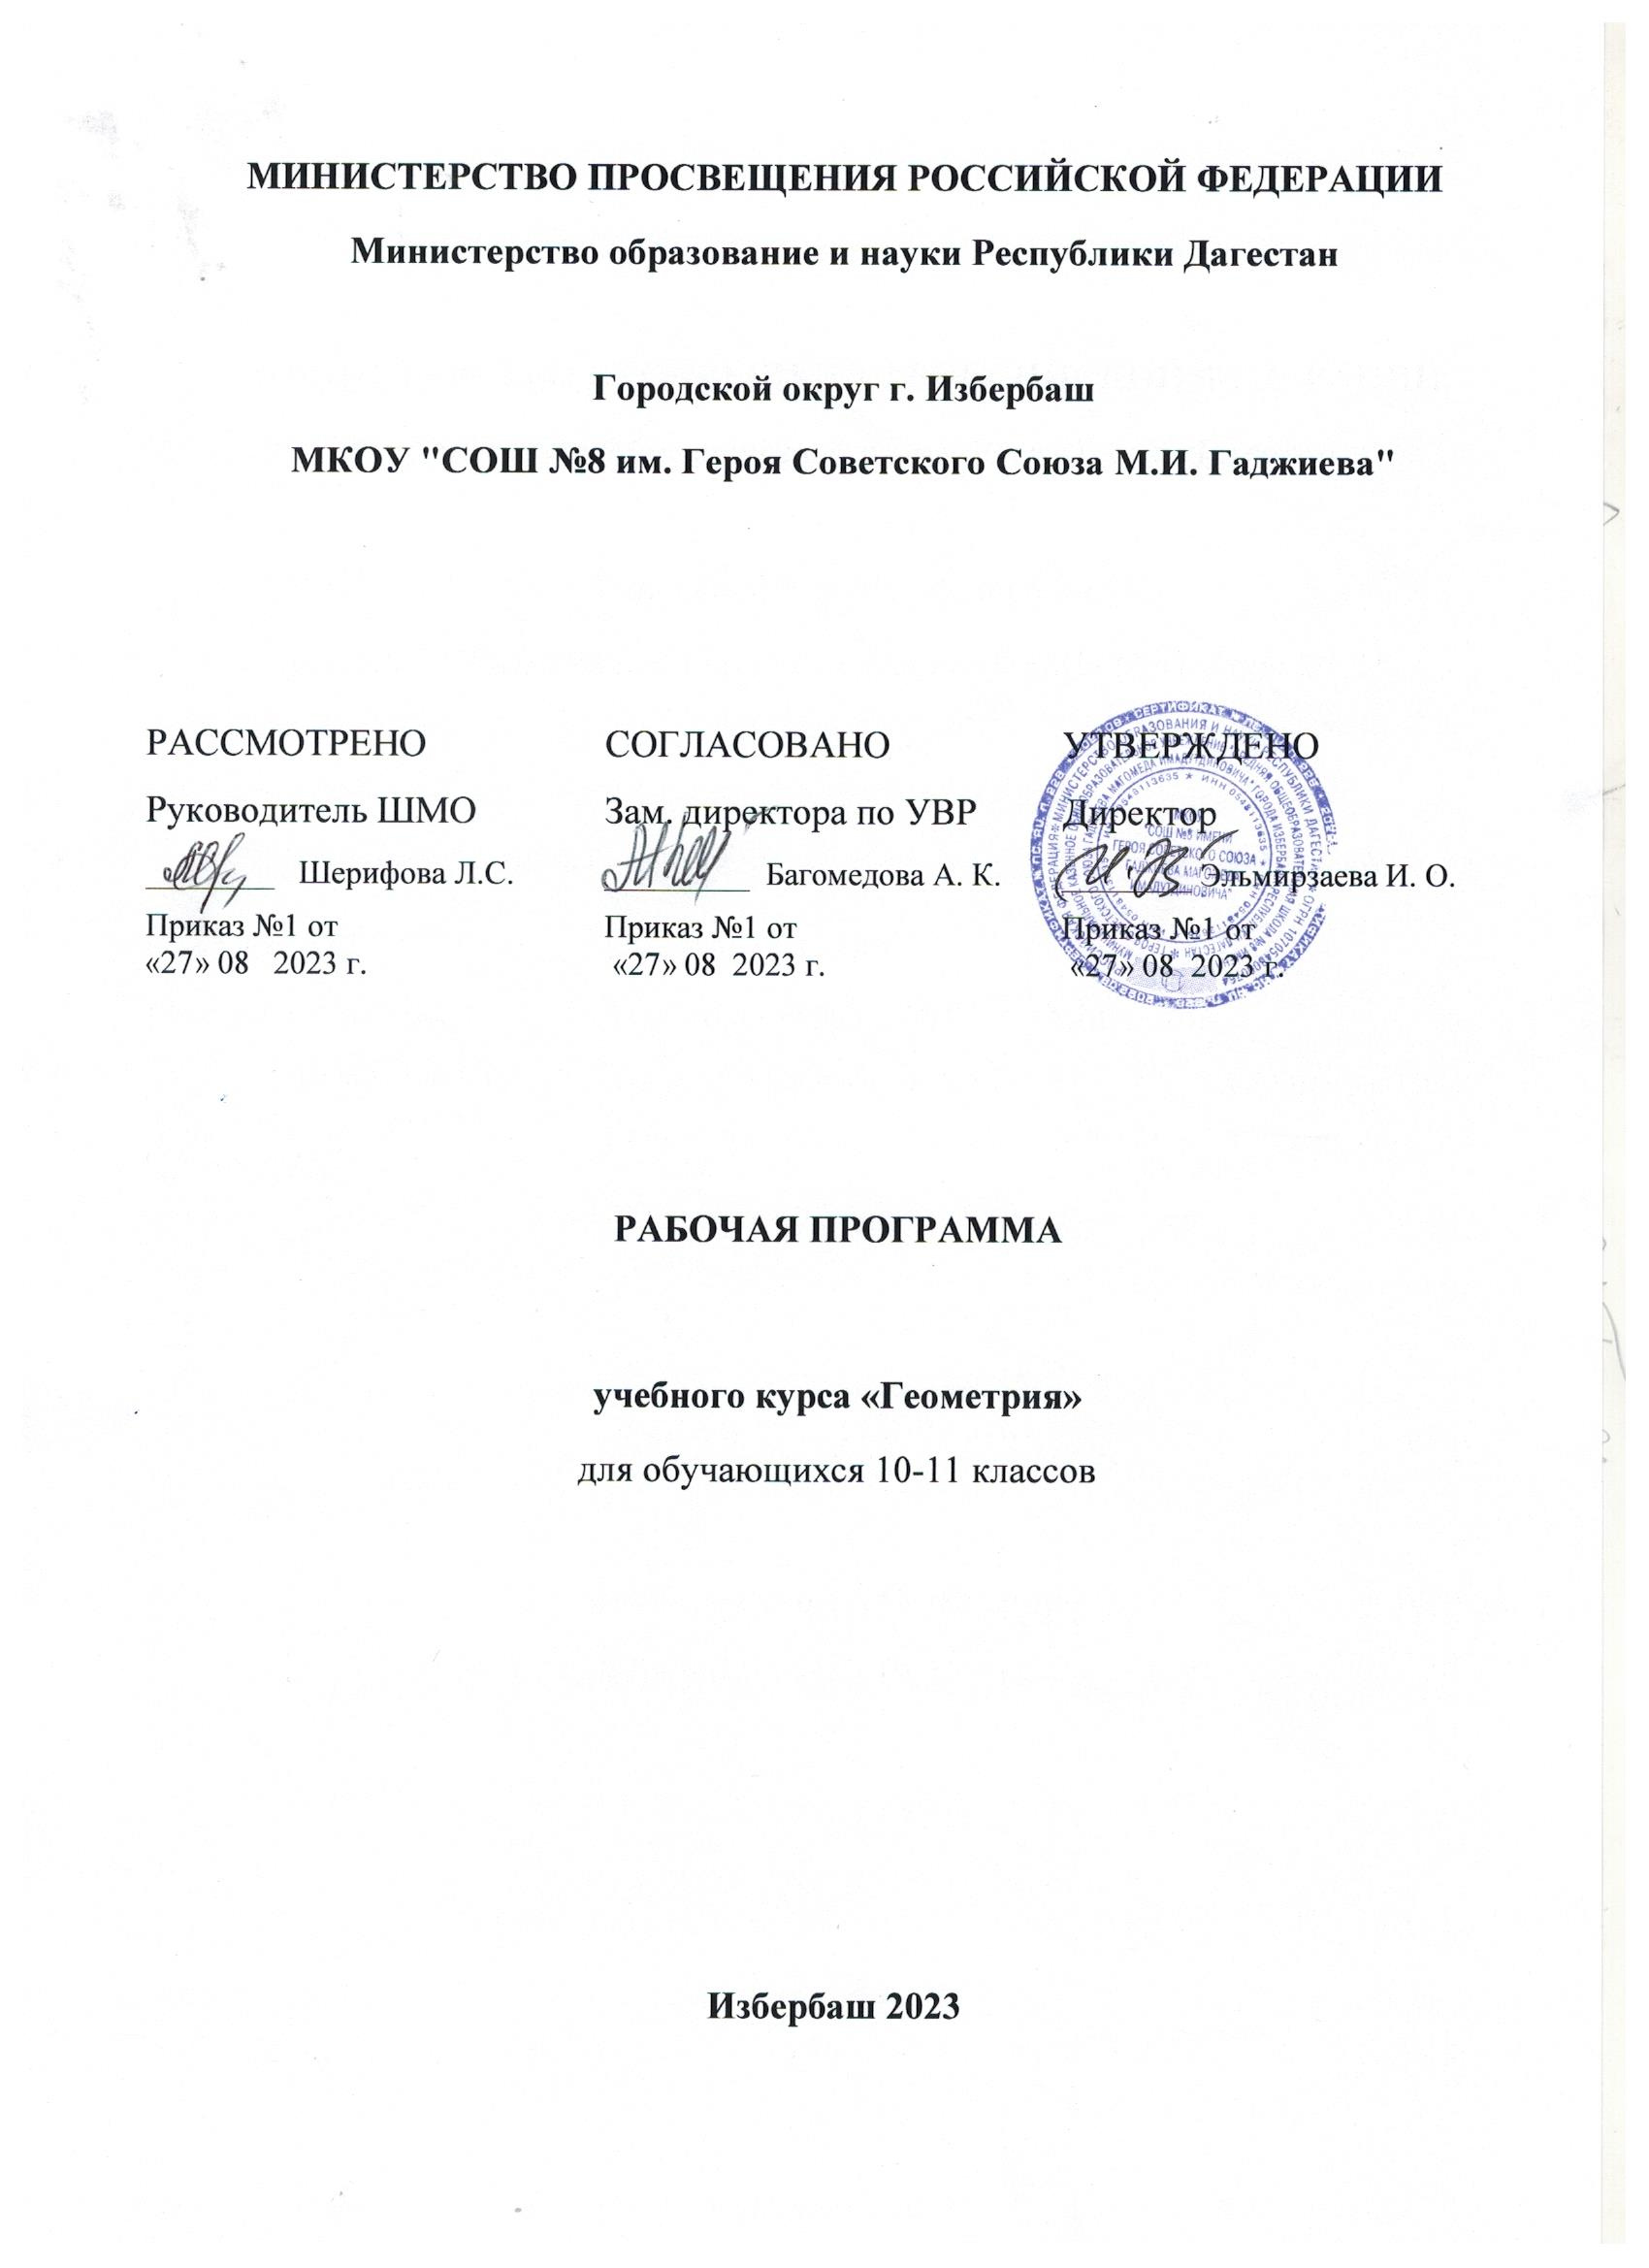 МИНИСТЕРСТВО ПРОСВЕЩЕНИЯ РОССИЙСКОЙ ФЕДЕРАЦИИ
Министерство образование и науки Республики Дагестан
Городской округ г. Избербаш
МКОУ "СОШ №8 им. Героя Советского Союза М.И. Гаджиева"
РАССМОТРЕНО
Руководитель ШМО
Шерифова Л.С.
Приказ №1 от
«27» 08 2023 г.
СОГЛАСОВАНО
Зам. директора по УВР
Багомедова А. К.
Приказ №1 от
«27» 08 2023 г.
УТВЕРЖДЕНО
Директор
Эльмирзаева И. О.
Приказ №1 от
«27» 08 2023 г.
РАБОЧАЯ ПРОГРАММА
учебного курса «Геометрия»
для обучающихся 10-11 классов
Избербаш 2023